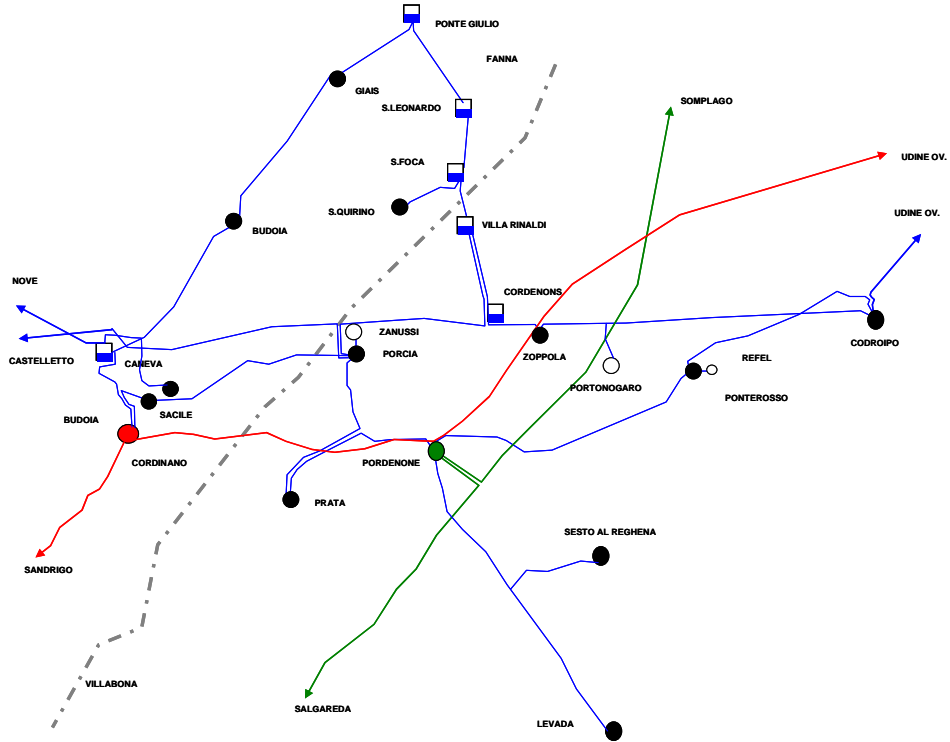 PONTE GIULIO
FANNA
GIAIS
SOMPLAGO
S.LEONARDO
UDINE OV.
S.FOCA
S.QUIRINO
UDINE OV.
VILLA RINALDI
BUDOIA
NOVE
CORDENONS
ZANUSSI
CODROIPO
PORCIA
ZOPPOLA
REFEL
CASTELLETTO
CANEVA
PORTONOGARO
PONTEROSSO
SACILE
BUDOIA
CORDINANO
PORDENONE
PRATA
SESTO AL REGHENA
SANDRIGO
VILLABONA
SALGAREDA
LEVADA